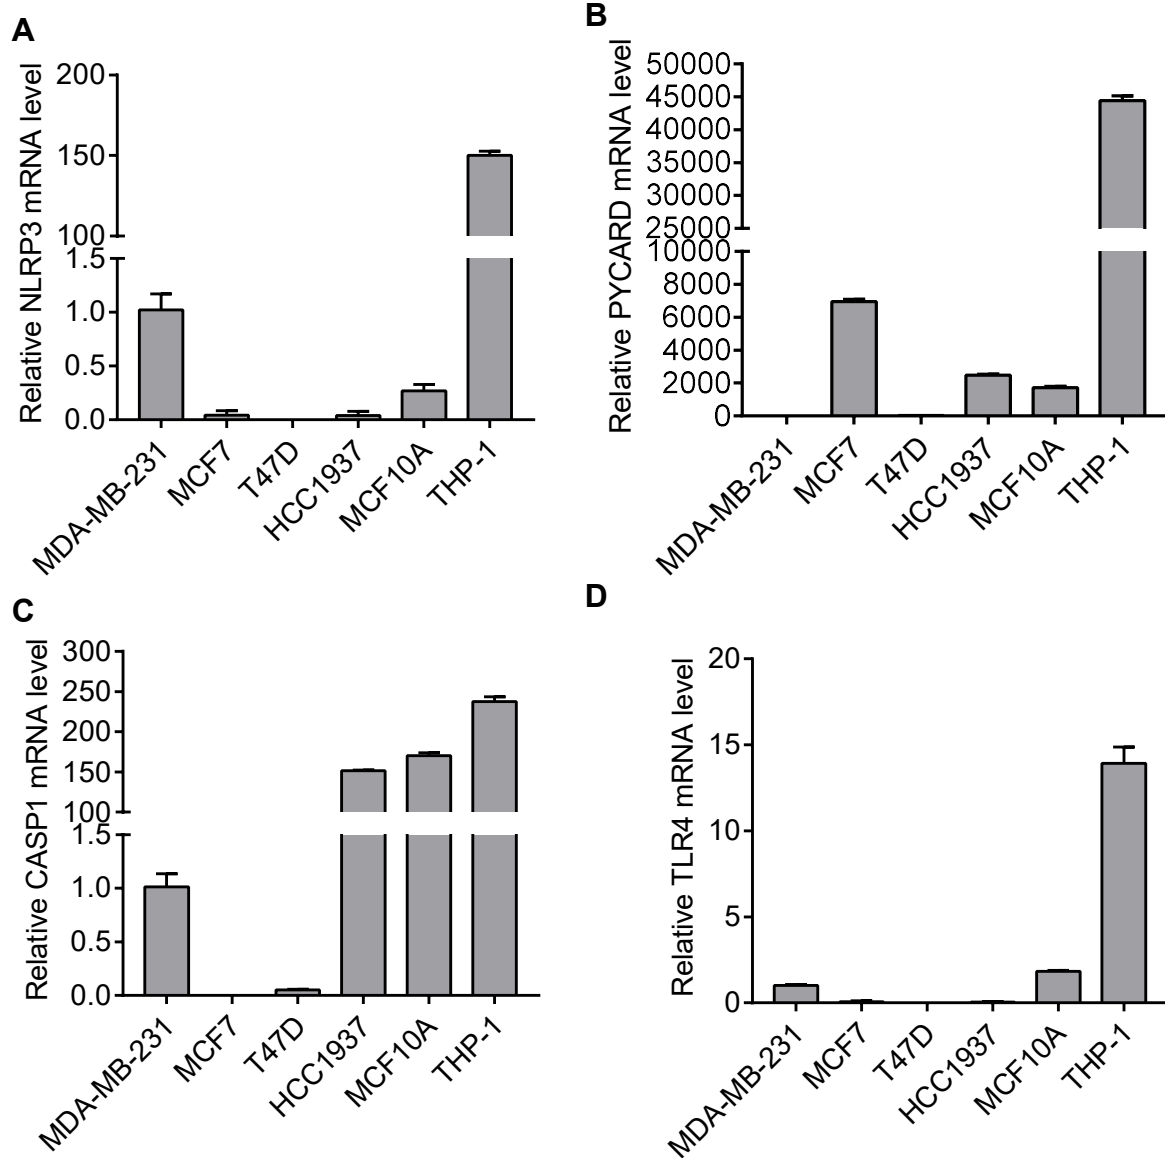 A
Relative NLRP3 mRNA level
200
150
100
1.5
1.0
0.5
0.0
MDA-MB-231
MCF7
T47D
HCC1937
MCF10A
THP-1
B
Relative PYCARD mRNA level
50000
45000
40000
35000
30000
25000
10000
8000
6000
4000
2000
0
MDA-MB-231
MCF7
T47D
HCC1937
MCF10A
THP-1
C
Relative CASP1 mRNA level
300
250
200
150
100
1.5
1.0
0.5
0.0
MDA-MB-231
MCF7
T47D
HCC1937
MCF10A
THP-1
D
Relative TLR4 mRNA level
20
15
10
5
0
MDA-MB-231
MCF7
T47D
HCC1937
MCF10A
THP-1